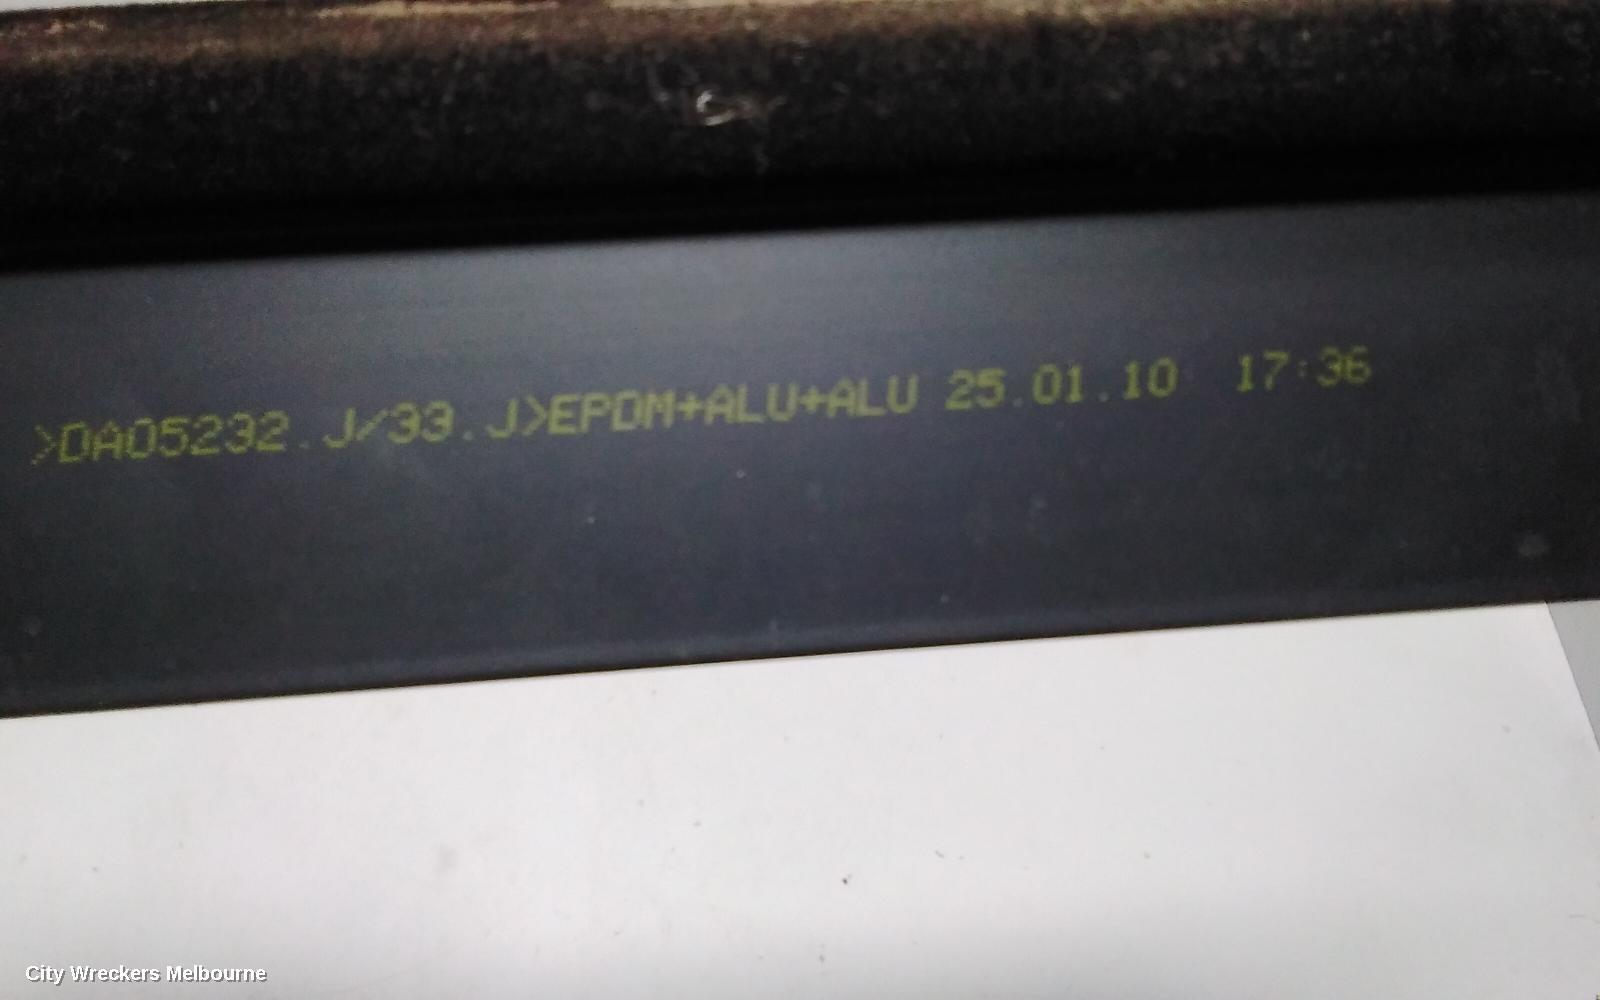 >DA05232.J/33.J>EPDM+ALU+ALU 25.01.10 17:36
City Wreckers Melbourne